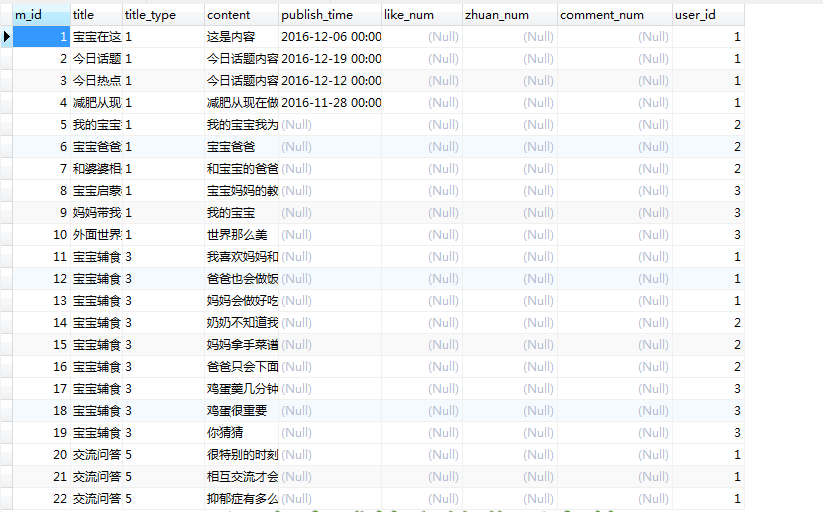 m_id title title_type content publish_time like_num zhuan_num comment_num user_id
1 宝宝在这 1 这是内容 2016-12-06 00:00 (Null) (Null) (Null) 1
2 今日话题 1 今日话题内容 2016-12-19 00:00 (Null) (Null) (Null) 1
3 今日热点 1 今日话题内容 2016-12-12 00:00 (Null) (Null) (Null) 1
4 减肥从现 1 减肥从现在做 2016-11-28 00:00 (Null) (Null) (Null) 1
5 我的宝宝 1 我的宝宝我为 (Null) (Null) (Null) (Null) 2
6 宝宝爸爸 1 宝宝爸爸 (Null) (Null) (Null) (Null) 2
7 和婆婆相 1 和宝宝的爸爸 (Null) (Null) (Null) (Null) 2
8 宝宝启蒙 1 宝宝妈妈的教 (Null) (Null) (Null) (Null) 3
9 妈妈带我 1 我的宝宝 (Null) (Null) (Null) (Null) 3
10 外面世界 1 世界那么美 (Null) (Null) (Null) (Null) 3
11 宝宝辅食 3 我喜欢妈妈和 (Null) (Null) (Null) (Null) 1
12 宝宝辅食 3 爸爸也会做饭 (Null) (Null) (Null) (Null) 1
13 宝宝辅食 3 妈妈会做好吃 (Null) (Null) (Null) (Null) 1
14 宝宝辅食 3 奶奶不知道我 (Null) (Null) (Null) (Null) 2
15 宝宝辅食 3 妈妈拿手菜谱 (Null) (Null) (Null) (Null) 2
16 宝宝辅食 3 爸爸只会下面 (Null) (Null) (Null) (Null) 2
17 宝宝辅食 3 鸡蛋羹几分钟 (Null) (Null) (Null) (Null) 3
18 宝宝辅食 3 鸡蛋很重要 (Null) (Null) (Null) (Null) 3
19 宝宝辅食 3 你猜猜 (Null) (Null) (Null) (Null) 3
20 交流问答 5 很特别的时刻 (Null) (Null) (Null) (Null) 1
21 交流问答 5 相互交流才会 (Null) (Null) (Null) (Null) 1
22 交流问答 5 抑郁症有多么 (Null) (Null) (Null) (Null) 1